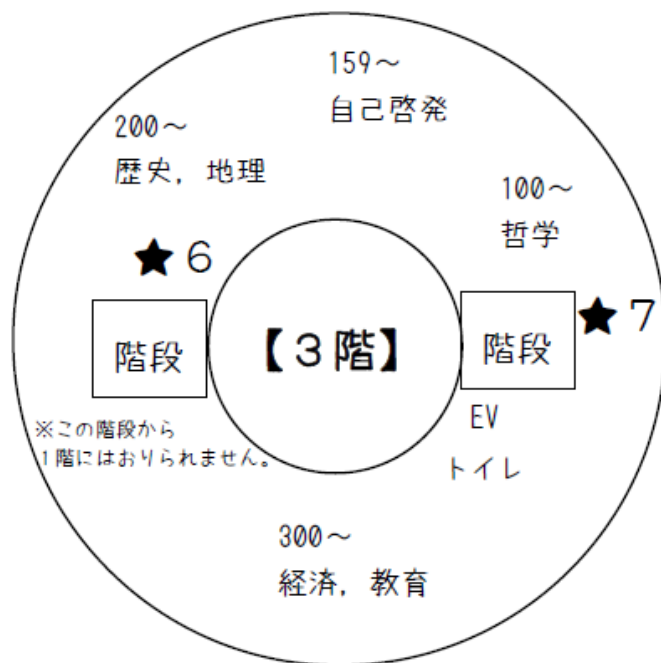 159～
自己啓発
200～
歴史, 地理
100～
哲学
★6
★7
階段
【3階】
階段
※この階段から
1階にはおりられません。
EV
トイレ
300～
経済, 教育